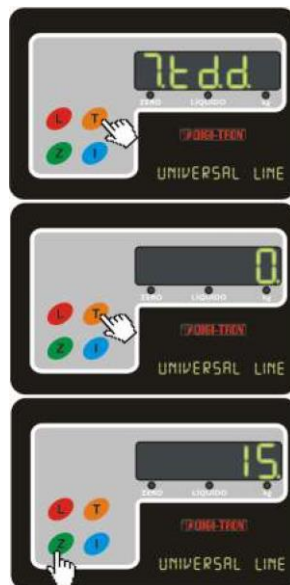 7.t.d.d.
L T
ZERO LIQUIDO kg
Z I
DIGI-TRON
UNIVERSAL LINE
0.
L T
ZERO LIQUIDO kg
Z I
DIGI-TRON
UNIVERSAL LINE
15.
L T
ZERO LIQUIDO kg
Z I
DIGI-TRON
UNIVERSAL LINE